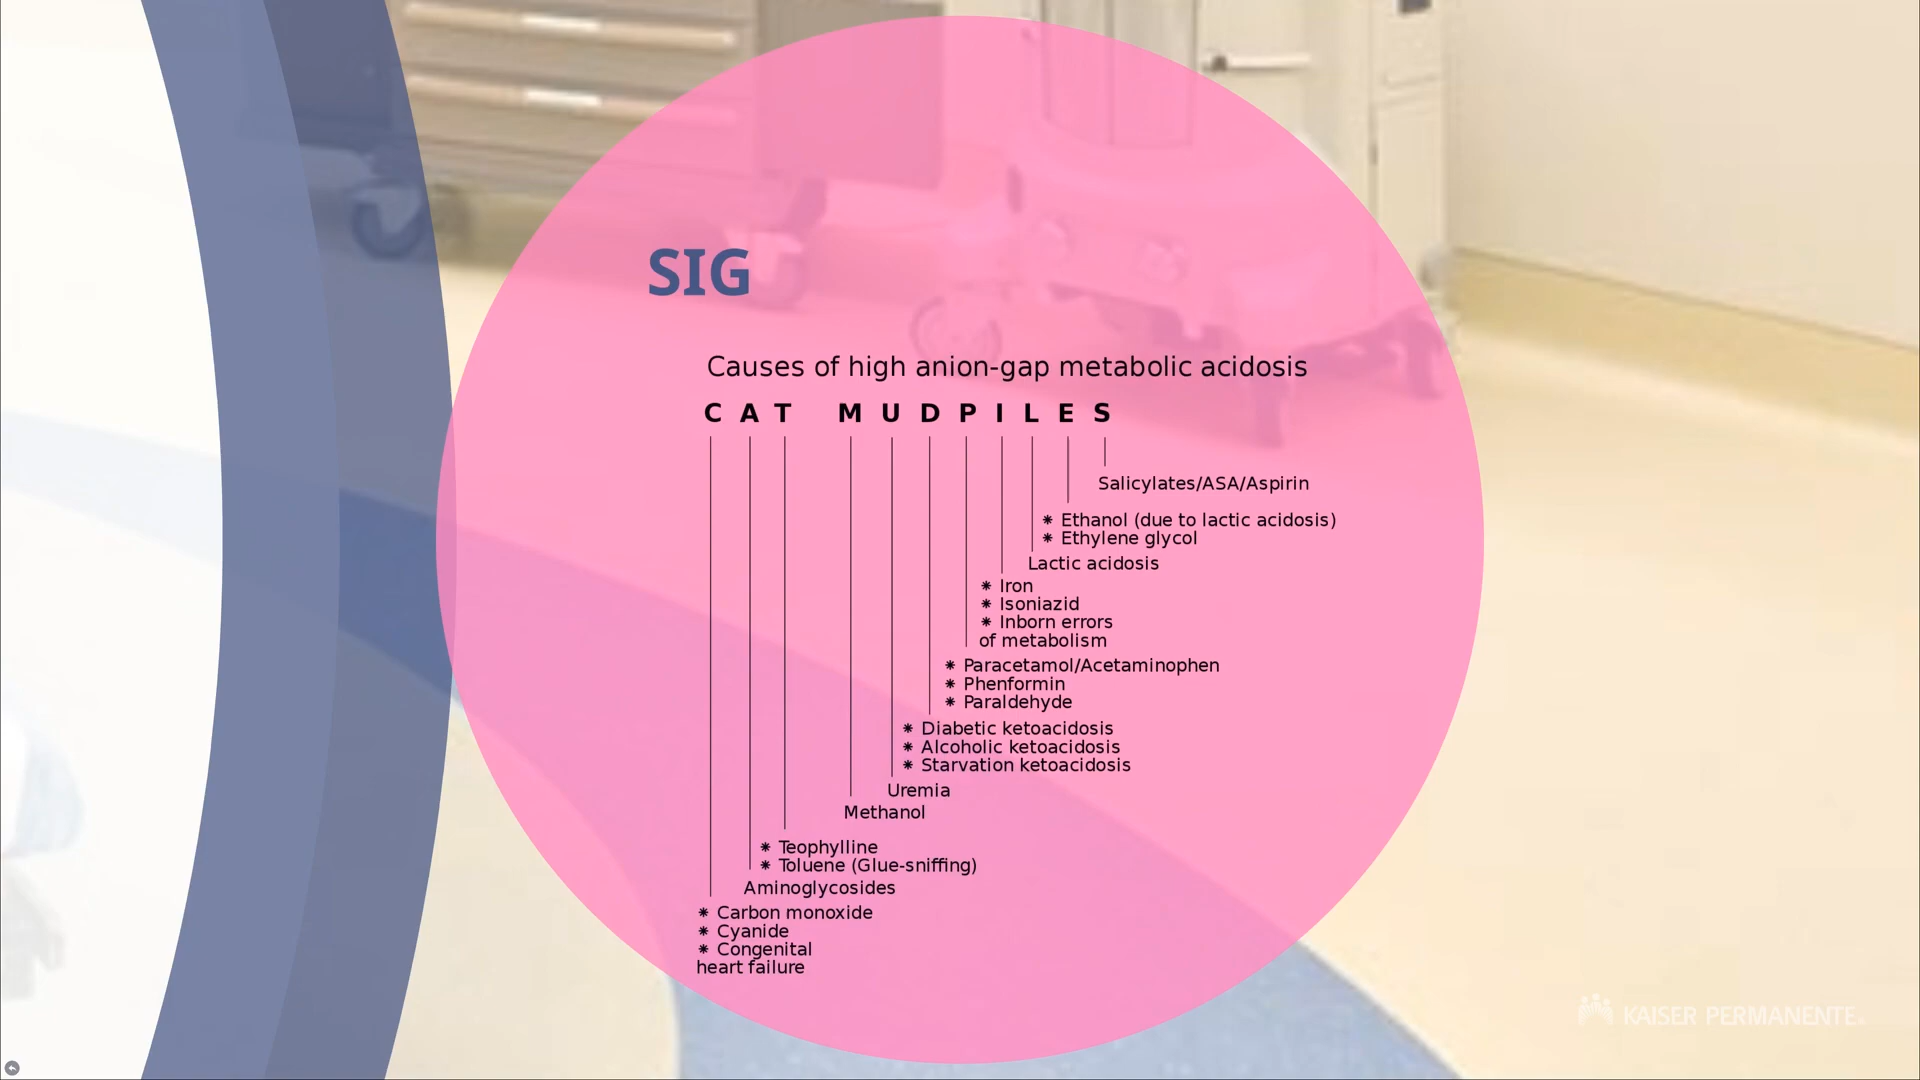 SIG
Causes of high anion-gap metabolic acidosis
C A T M U D P I L E S
Salicylates/ASA/Aspirin
⁕ Ethanol (due to lactic acidosis)
⁕ Ethylene glycol
Lactic acidosis
⁕ Iron
⁕ Isoniazid
⁕ Inborn errors
of metabolism
⁕ Paracetamol/Acetaminophen
⁕ Phenformin
⁕ Paraldehyde
⁕ Diabetic ketoacidosis
⁕ Alcoholic ketoacidosis
⁕ Starvation ketoacidosis
Uremia
Methanol
⁕ Teophylline
⁕ Toluene (Glue-sniffing)
Aminoglycosides
⁕ Carbon monoxide
⁕ Cyanide
⁕ Congenital
heart failure
KAISER PERMANENTE®